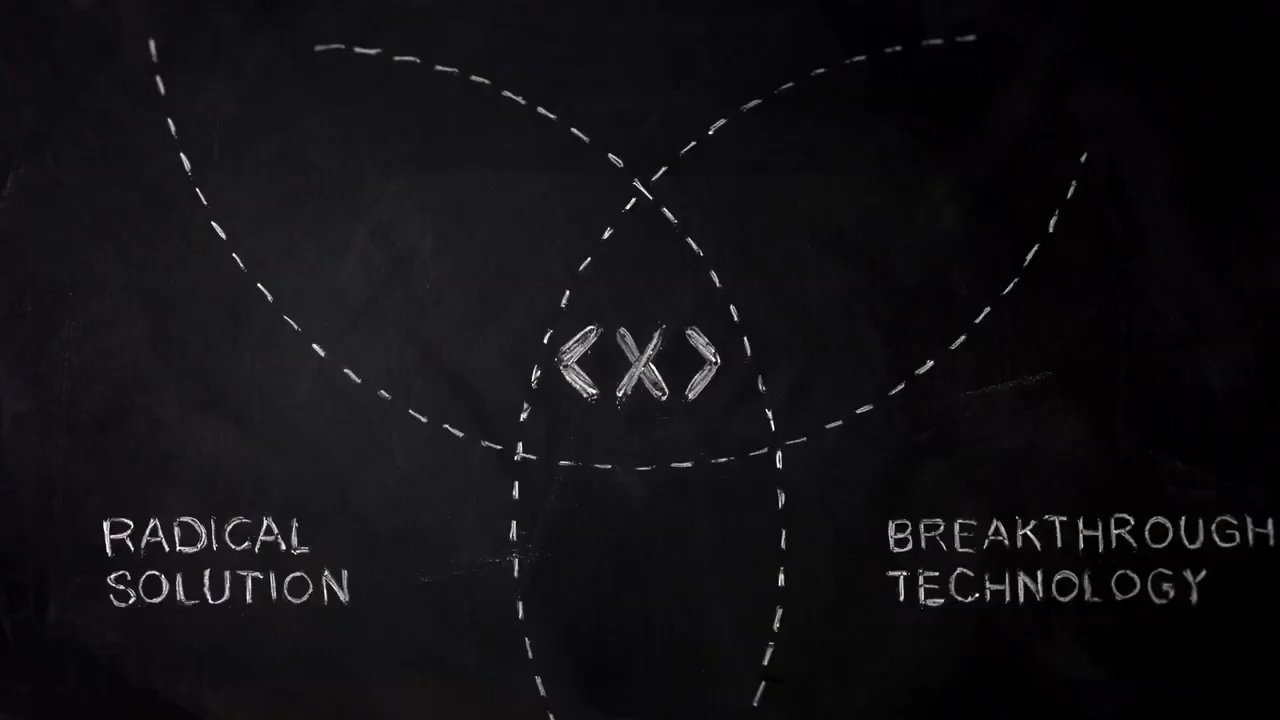 <X>
RADICAL
SOLUTION
BREAKTHROUGH
TECHNOLOGY